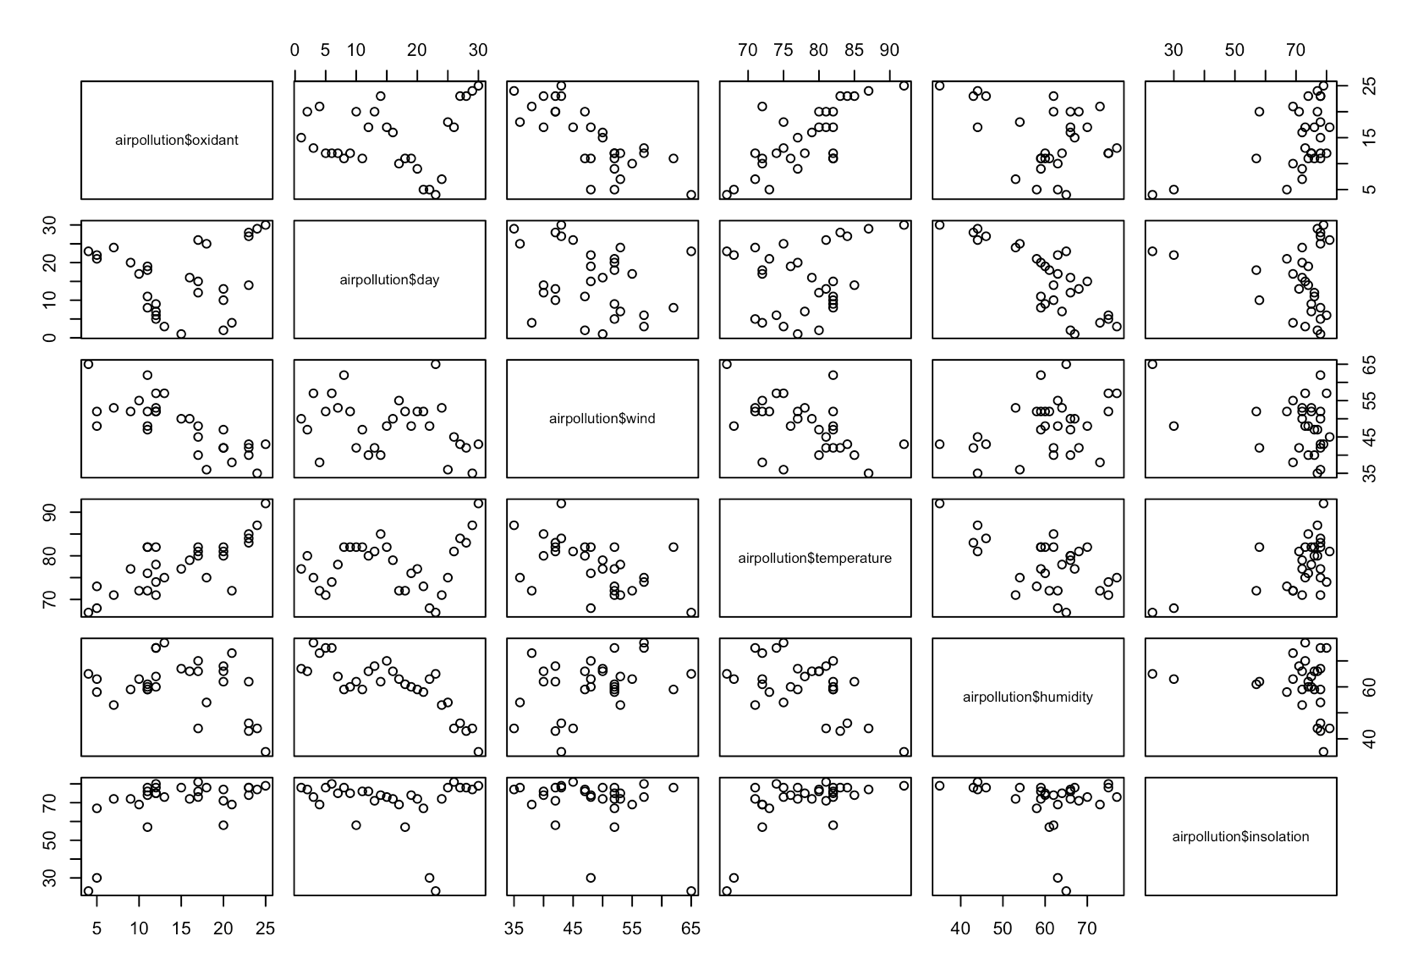 0 5 10 20 30 70 75 80 85 90 30 50 70
airpollution$oxidant
5 15 25
0 10 20 30
airpollution$day
airpollution$wind
35 45 55 65
70 80 90
airpollution$temperature
airpollution$humidity
40 60
30 50 70
airpollution$insolation
5 10 15 20 25 35 45 55 65 40 50 60 70